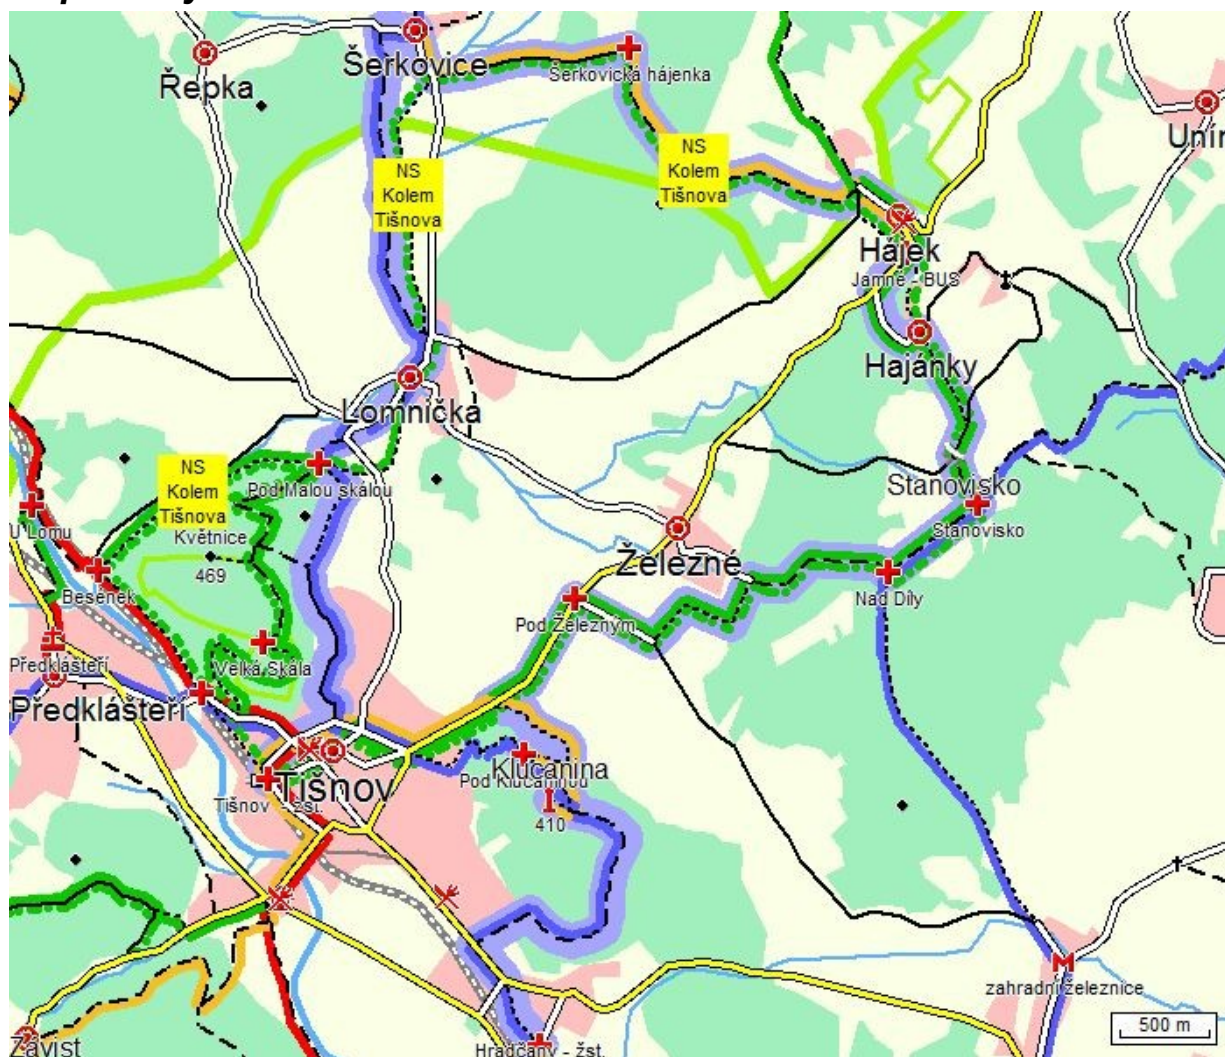 Šerkovice
Řepka
Šerkovická hájenka
NS
Kolem
Tišnova
NS
Kolem
Tišnova
Hájek
Jamné - BUS
Hajánky
Lomnička
NS
Kolem
Tišnova
Pod Malou skálou
Květnice
469
U Lomu
Besének
Stanovisko
Stanovisko
Železné
Nad Díly
Pod Železným
Předklášteří
Velká Skála
Předklášteří
Klucanina
Pod Klucaninou
Tišnov
Tišnov - žst.
410
zahradní železnice
500 m
Závist
Hradčany - žst.